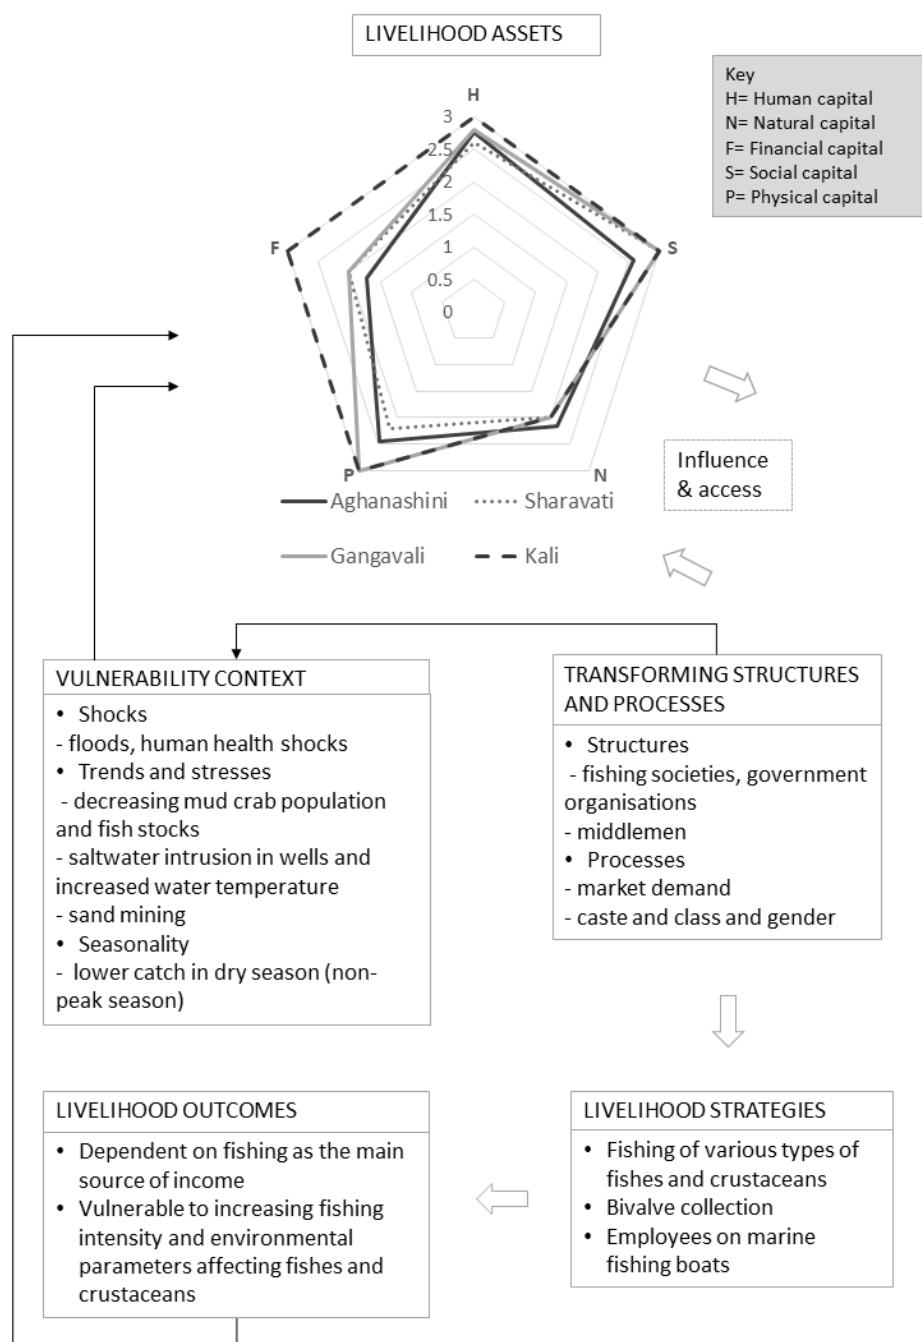 LIVELIHOOD ASSETS
Key
H= Human capital
N= Natural capital
F= Financial capital
S= Social capital
P= Physical capital
H
3
2.5
2
1.5
1
0.5
0
F
S
P
N
Aghanashini
Sharavati
Gangavali
Kali
Influence
& access
VULNERABILITY CONTEXT
• Shocks
- floods, human health shocks
• Trends and stresses
- decreasing mud crab population
and fish stocks
- saltwater intrusion in wells and
increased water temperature
- sand mining
• Seasonality
- lower catch in dry season (non-
peak season)
TRANSFORMING STRUCTURES
AND PROCESSES
• Structures
- fishing societies, government
organisations
- middlemen
• Processes
- market demand
- caste and class and gender
LIVELIHOOD OUTCOMES
• Dependent on fishing as the main
source of income
• Vulnerable to increasing fishing
intensity and environmental
parameters affecting fishes and
crustaceans
LIVELIHOOD STRATEGIES
• Fishing of various types of
fishes and crustaceans
• Bivalve collection
• Employees on marine
fishing boats